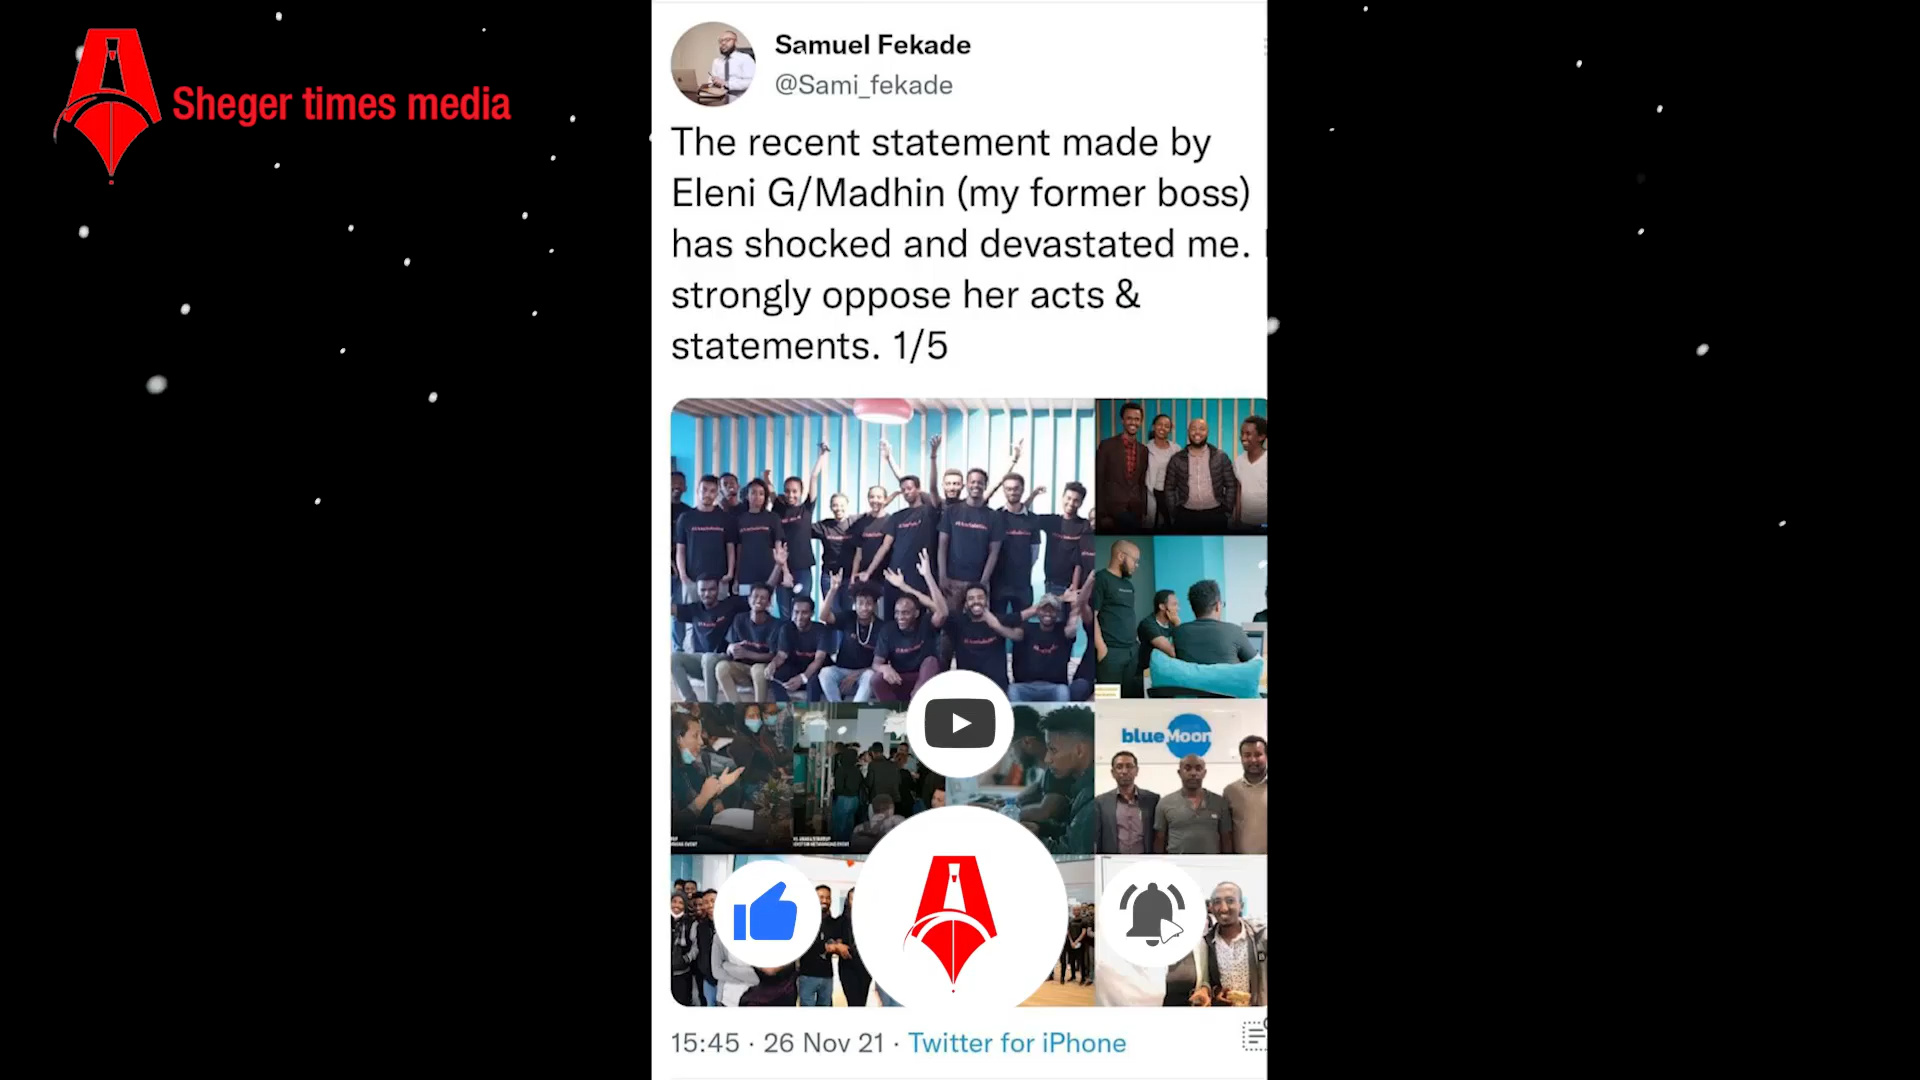 Sheger times media
Samuel Fekade
@Sami_fekade
The recent statement made by
Eleni G/Madhin (my former boss)
has shocked and devastated me.
strongly oppose her acts &
statements. 1/5
blueMoon
15:45 · 26 Nov 21 · Twitter for iPhone